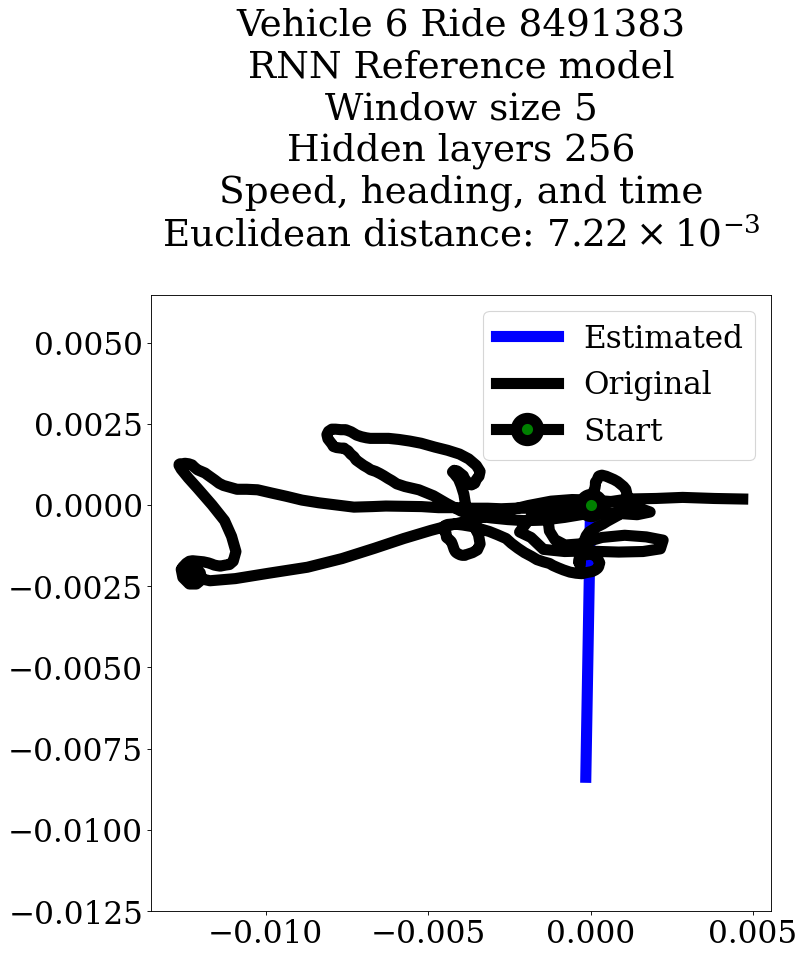 Vehicle 6 Ride 8491383
RNN Reference model
Window size 5
Hidden layers 256
Speed, heading, and time
Euclidean distance: 7.22 × 10⁻³
Estimated
Original
Start
0.0050
0.0025
0.0000
−0.0025
−0.0050
−0.0075
−0.0100
−0.0125
−0.010 −0.005 0.000 0.005